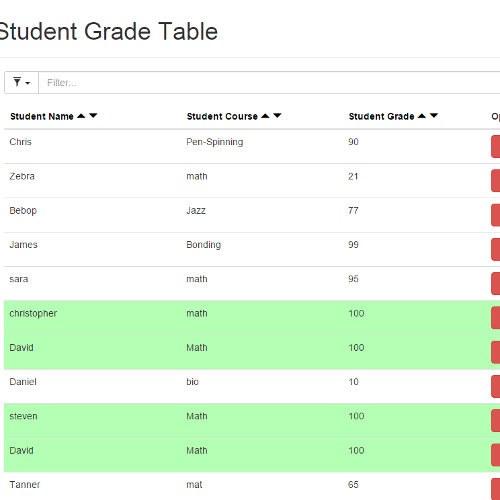 Student Grade Table
Filter...
Student Name Student Course Student Grade Op
Chris Pen-Spinning 90
Zebra math 21
Bebop Jazz 77
James Bonding 99
sara math 95
christopher math 100
David Math 100
Daniel bio 10
steven Math 100
David Math 100
Tanner mat 65